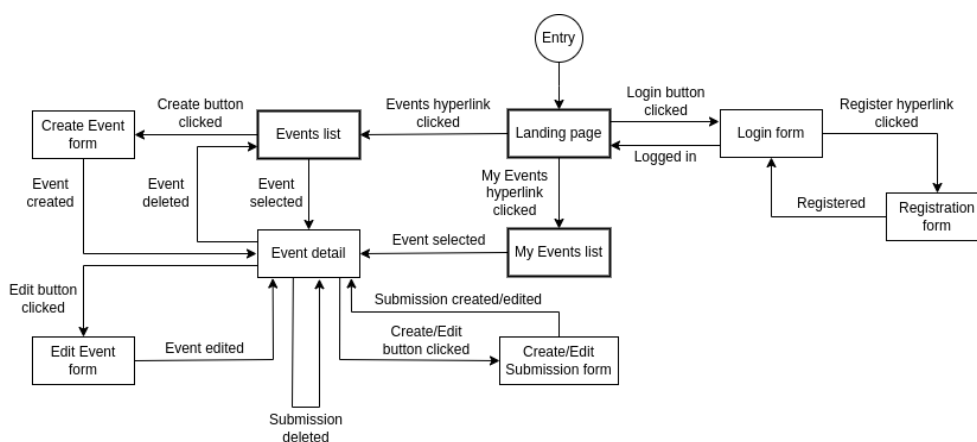 Entry
Create button
clicked
Events hyperlink
clicked
Login button
clicked
Register hyperlink
clicked
Create Event
form
Events list
Landing page
Login form
Logged in
Event
created
Event
deleted
Event
selected
My Events
hyperlink
clicked
Registered
Registration
form
Event detail
Event selected
My Events list
Edit button
clicked
Submission created/edited
Edit Event
form
Event edited
Create/Edit
button clicked
Create/Edit
Submission form
Submission
deleted